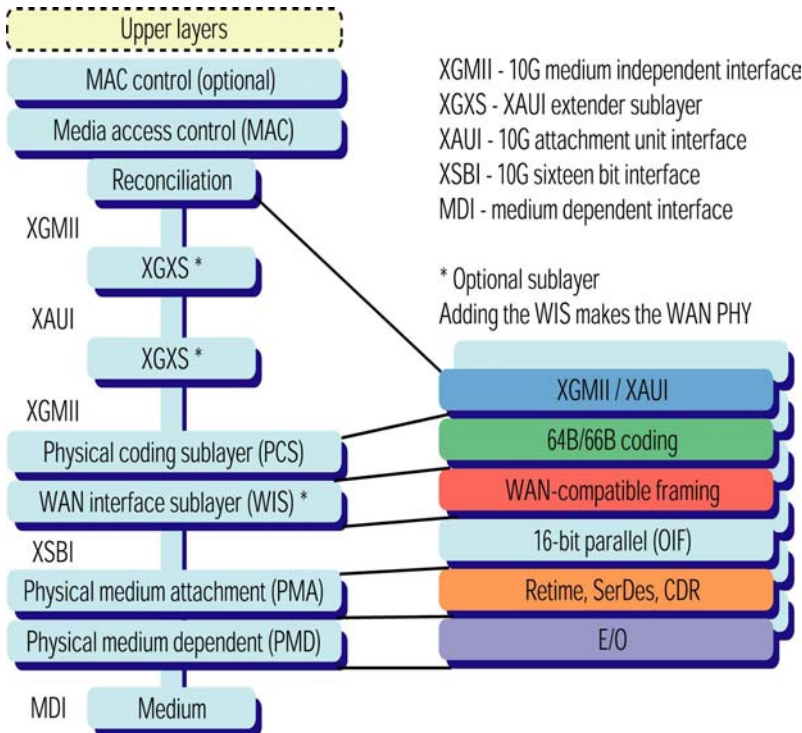 Upper layers
MAC control (optional)
Media access control (MAC)
Reconciliation
XGMII
XGXS *
XAUI
XGXS *
XGMII
Physical coding sublayer (PCS)
WAN interface sublayer (WIS) *
XSBI
Physical medium attachment (PMA)
Physical medium dependent (PMD)
MDI
Medium
XGMII - 10G medium independent interface
XGXS - XAUI extender sublayer
XAUI - 10G attachment unit interface
XSBI - 10G sixteen bit interface
MDI - medium dependent interface
* Optional sublayer
Adding the WIS makes the WAN PHY
XGMII / XAUI
64B/66B coding
WAN-compatible framing
16-bit parallel (OIF)
Retime, SerDes, CDR
E/O